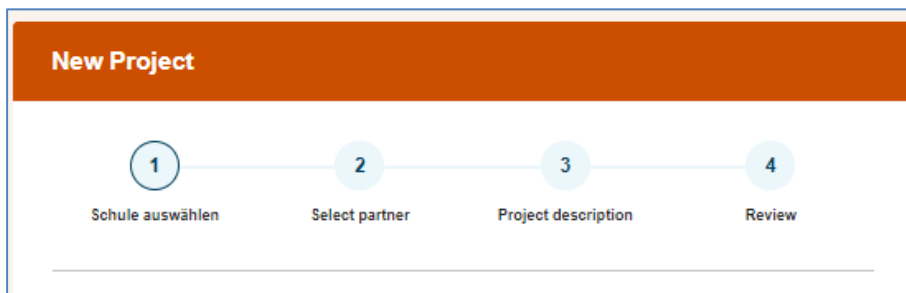 New Project
1 2 3 4
Schule auswählen Select partner Project description Review